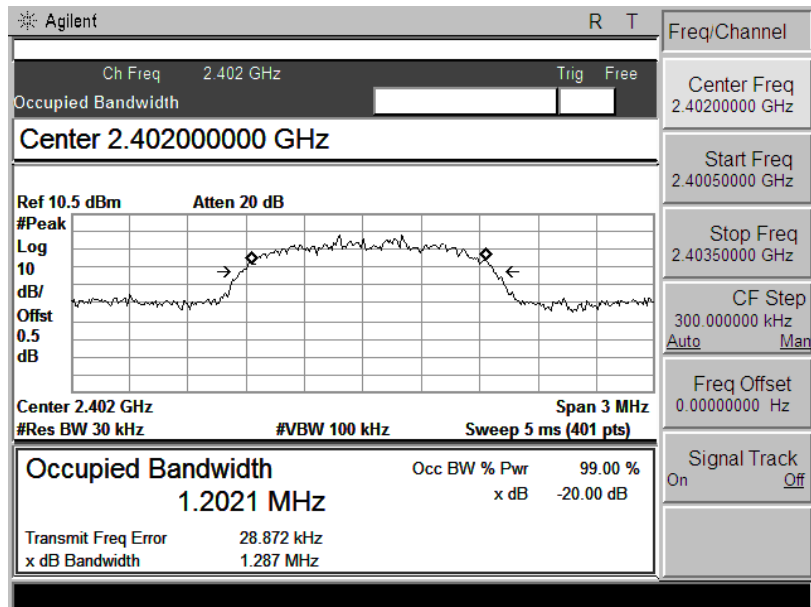 Agilent R T
Ch Freq 2.402 GHz Trig Free
Occupied Bandwidth
Center 2.402000000 GHz
Ref 10.5 dBm Atten 20 dB
#Peak
Log
10
dB/
Offst
0.5
dB
Center 2.402 GHz Span 3 MHz
#Res BW 30 kHz #VBW 100 kHz Sweep 5 ms (401 pts)
Occupied Bandwidth Occ BW % Pwr 99.00 %
1.2021 MHz x dB -20.00 dB
Transmit Freq Error 28.872 kHz
x dB Bandwidth 1.287 MHz
Freq/Channel
Center Freq
2.40200000 GHz
Start Freq
2.40050000 GHz
Stop Freq
2.40350000 GHz
CF Step
300.000000 kHz
Auto Man
Freq Offset
0.00000000 Hz
Signal Track
On Off